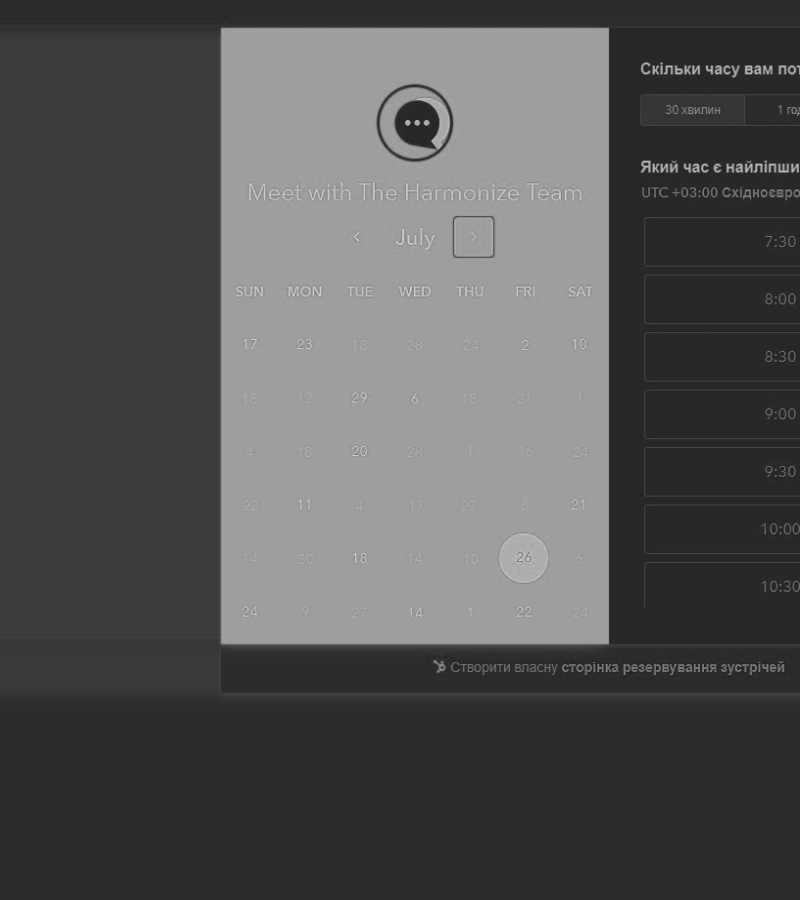 Meet with The Harmonize Team
July
SUN MON TUE WED THU FRI SAT
17 23 18 28 24 2 10
18 12 29 6 18 21 1
4 18 20 28 1 16 24
22 11 4 17 27 3 21
14 30 18 14 10 26 6
24 9 27 14 1 22 24
Скільки часу вам пот
30 хвилин 1 год
Який час є найліпши
UTC +03:00 Східноєвро
7:30
8:00
8:30
9:00
9:30
10:00
10:30
Створити власну сторінка резервування зустрічей